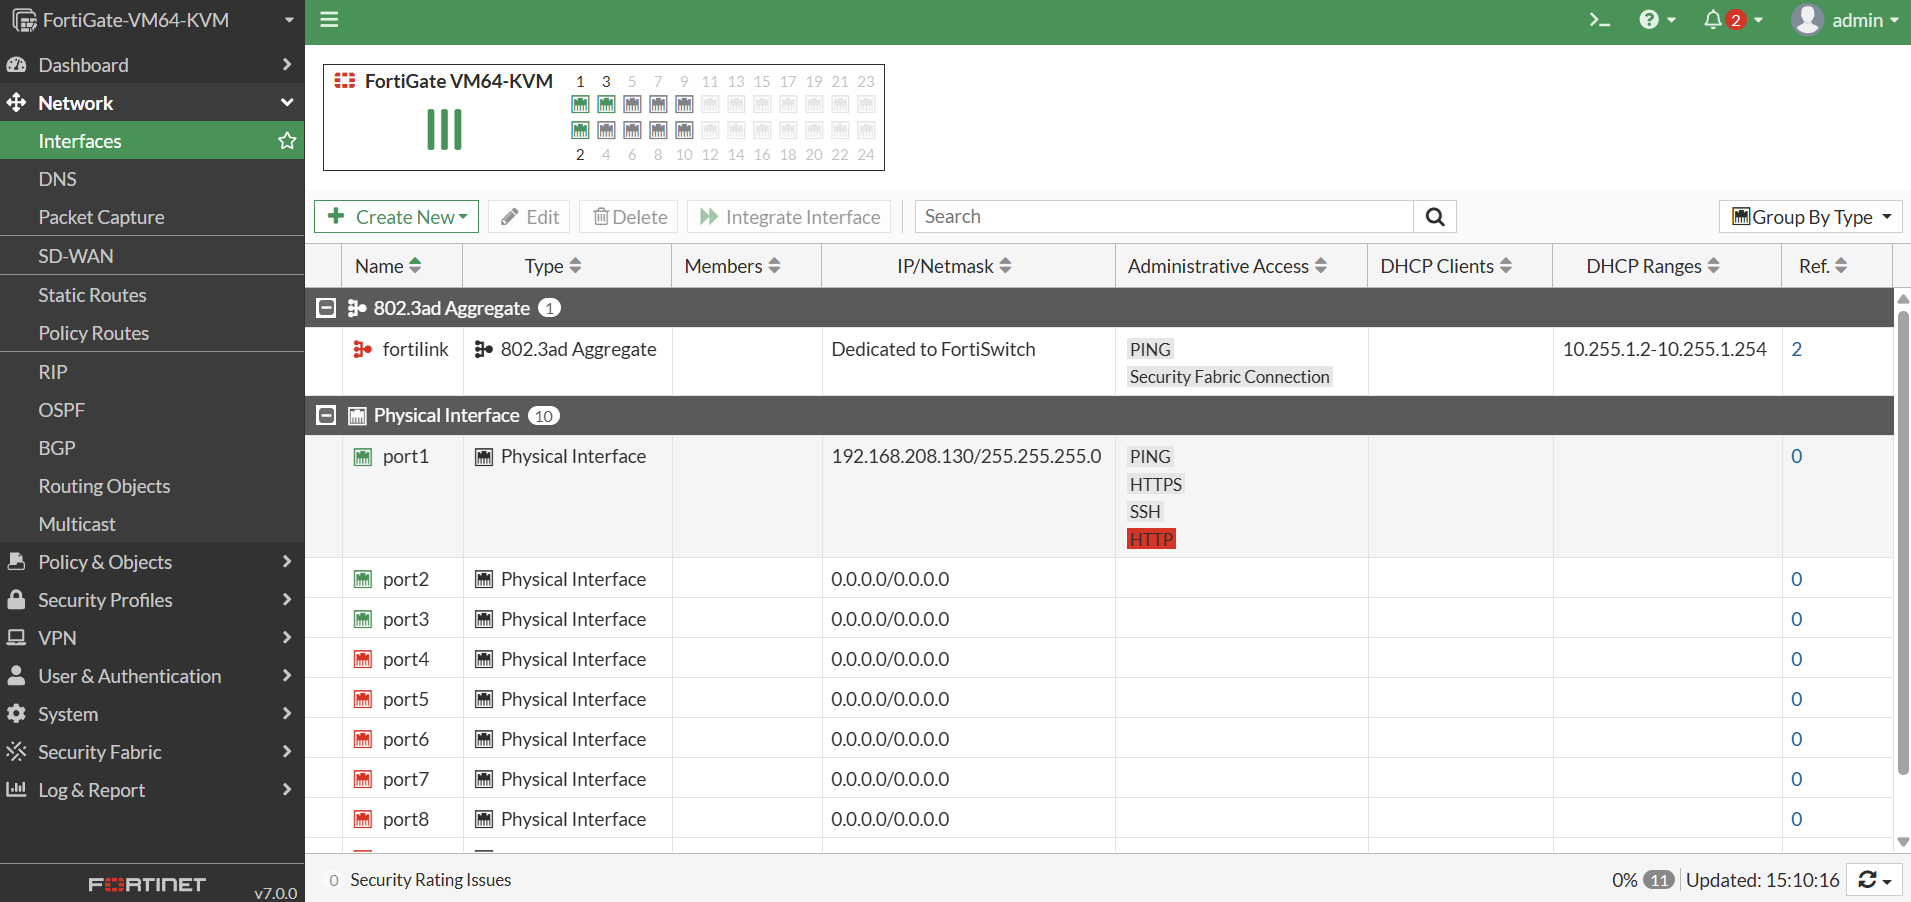 FortiGate-VM64-KVM
2
admin
Dashboard
Network
Interfaces
DNS
Packet Capture
SD-WAN
Static Routes
Policy Routes
RIP
OSPF
BGP
Routing Objects
Multicast
Policy & Objects
Security Profiles
VPN
User & Authentication
System
Security Fabric
Log & Report
FORTINET
v7.0.0
FortiGate VM64-KVM
1 3 5 7 9 11 13 15 17 19 21 23
2 4 6 8 10 12 14 16 18 20 22 24
Create New Edit Delete Integrate Interface Search Group By Type
Name Type Members IP/Netmask Administrative Access DHCP Clients DHCP Ranges Ref.
802.3ad Aggregate 1
fortilink 802.3ad Aggregate Dedicated to FortiSwitch PING 10.255.1.2-10.255.1.254 2
Security Fabric Connection
Physical Interface 10
port1 Physical Interface 192.168.208.130/255.255.255.0 PING 0
HTTPS
SSH
HTTP
port2 Physical Interface 0.0.0.0/0.0.0.0 0
port3 Physical Interface 0.0.0.0/0.0.0.0 0
port4 Physical Interface 0.0.0.0/0.0.0.0 0
port5 Physical Interface 0.0.0.0/0.0.0.0 0
port6 Physical Interface 0.0.0.0/0.0.0.0 0
port7 Physical Interface 0.0.0.0/0.0.0.0 0
port8 Physical Interface 0.0.0.0/0.0.0.0 0
0 Security Rating Issues 0% 11 Updated: 15:10:16